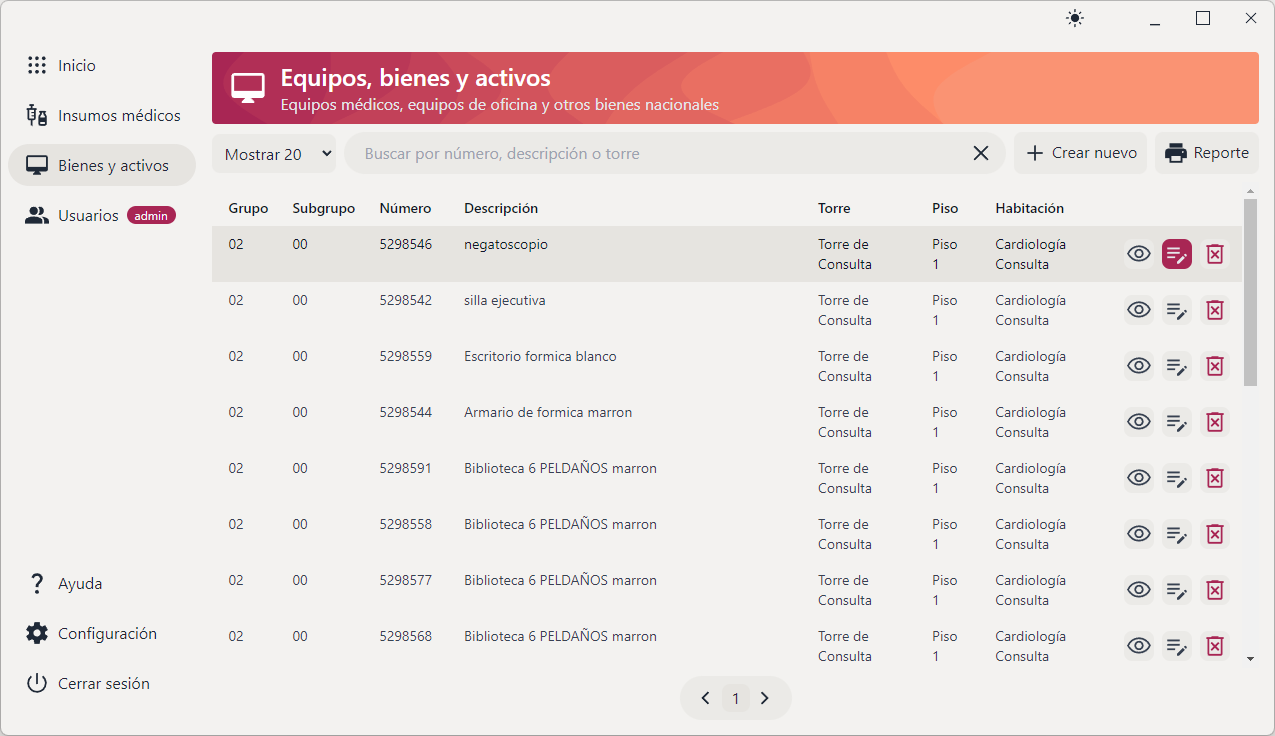 Inicio
Insumos médicos
Bienes y activos
Usuarios admin
Ayuda
Configuración
Cerrar sesión
Equipos, bienes y activos
Equipos médicos, equipos de oficina y otros bienes nacionales
Mostrar 20 Buscar por número, descripción o torre Crear nuevo Reporte
Grupo Subgrupo Número Descripción Torre Piso Habitación
02 00 5298546 negatoscopio Torre de Piso Cardiología
Consulta 1 Consulta
02 00 5298542 silla ejecutiva Torre de Piso Cardiología
Consulta 1 Consulta
02 00 5298559 Escritorio formica blanco Torre de Piso Cardiología
Consulta 1 Consulta
02 00 5298544 Armario de formica marron Torre de Piso Cardiología
Consulta 1 Consulta
02 00 5298591 Biblioteca 6 PELDAÑOS marron Torre de Piso Cardiología
Consulta 1 Consulta
02 00 5298558 Biblioteca 6 PELDAÑOS marron Torre de Piso Cardiología
Consulta 1 Consulta
02 00 5298577 Biblioteca 6 PELDAÑOS marron Torre de Piso Cardiología
Consulta 1 Consulta
02 00 5298568 Biblioteca 6 PELDAÑOS marron Torre de Piso Cardiología
Consulta 1 Consulta
1